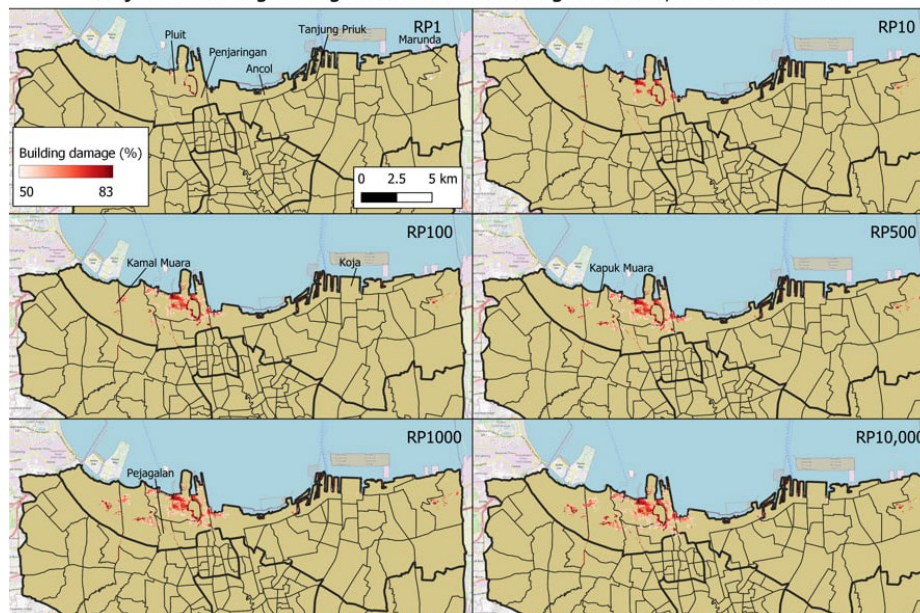 RP1
Pluit
Penjaringan
Ancol
Tanjung Priuk
Marunda
Building damage (%)
50 83
0 2.5 5 km
RP10
RP100
Kamal Muara
Koja
RP500
Kapuk Muara
RP1000
Pejagalan
RP10,000